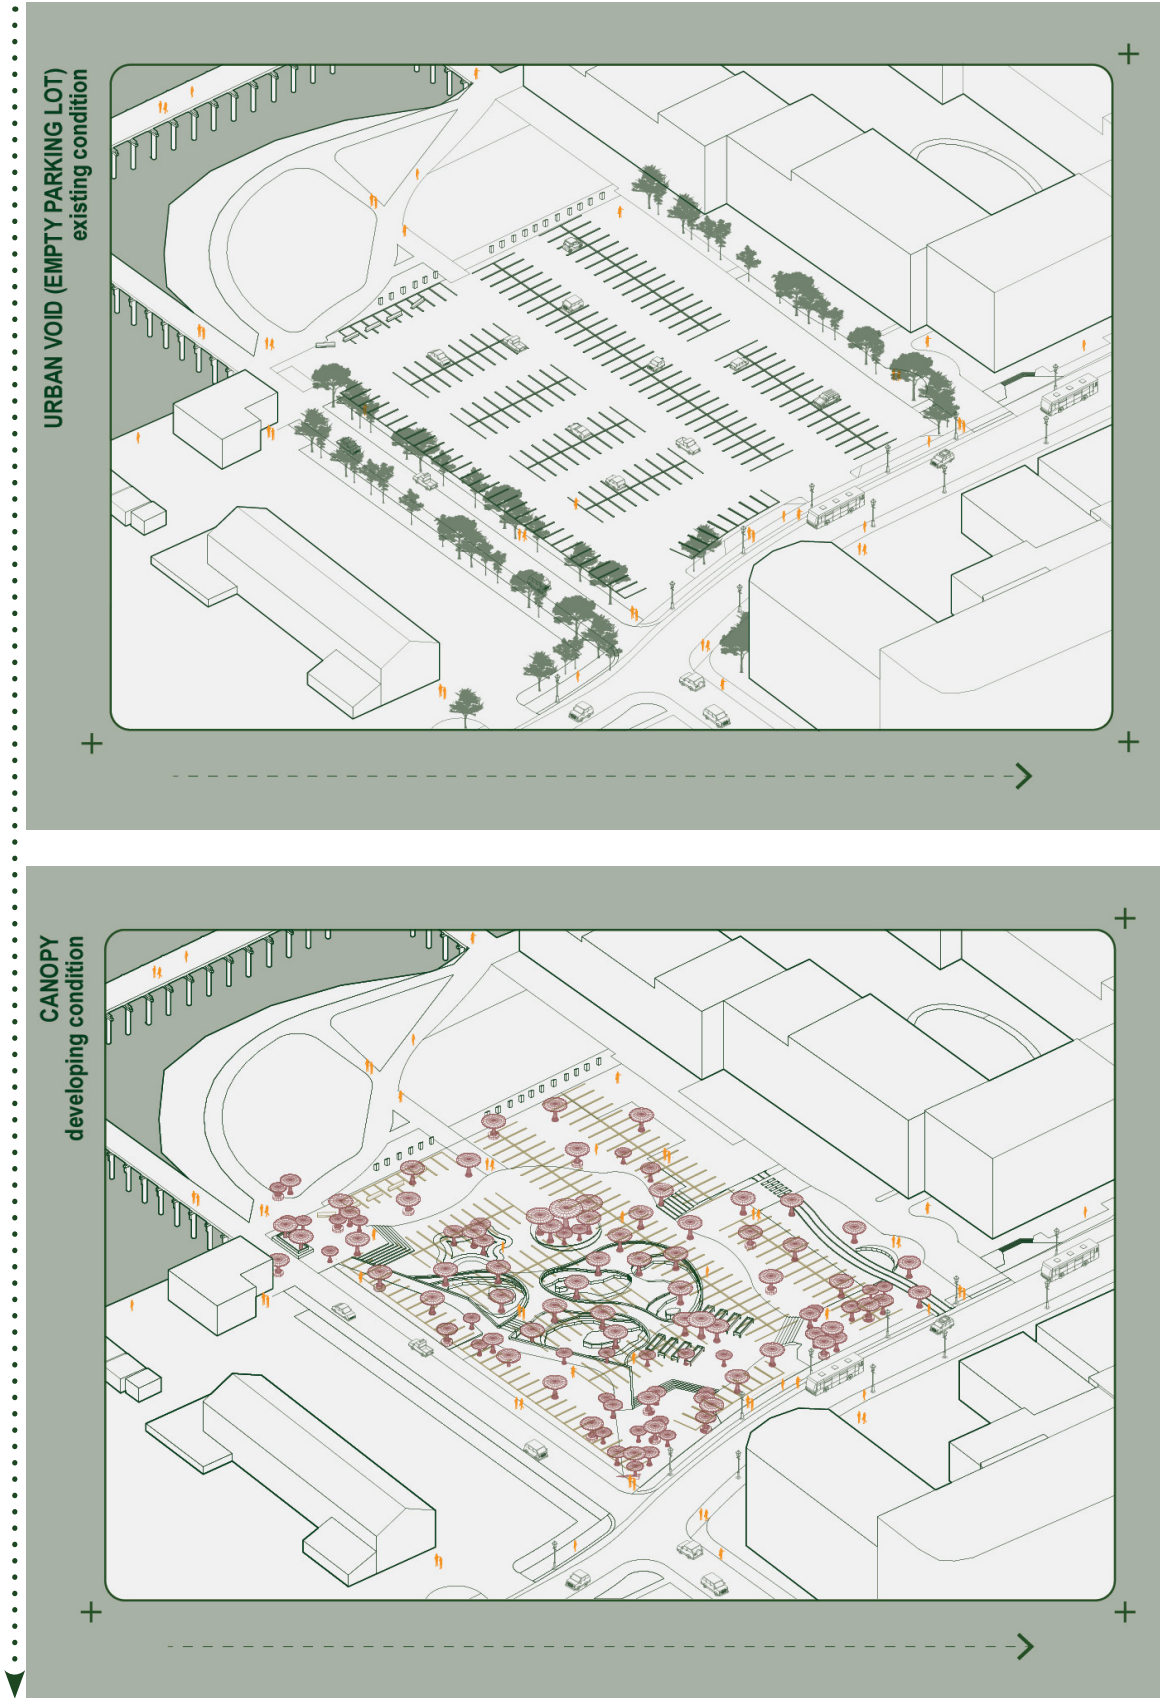 URBAN VOID (EMPTY PARKING LOT)
existing condition
CANOPY
developing condition